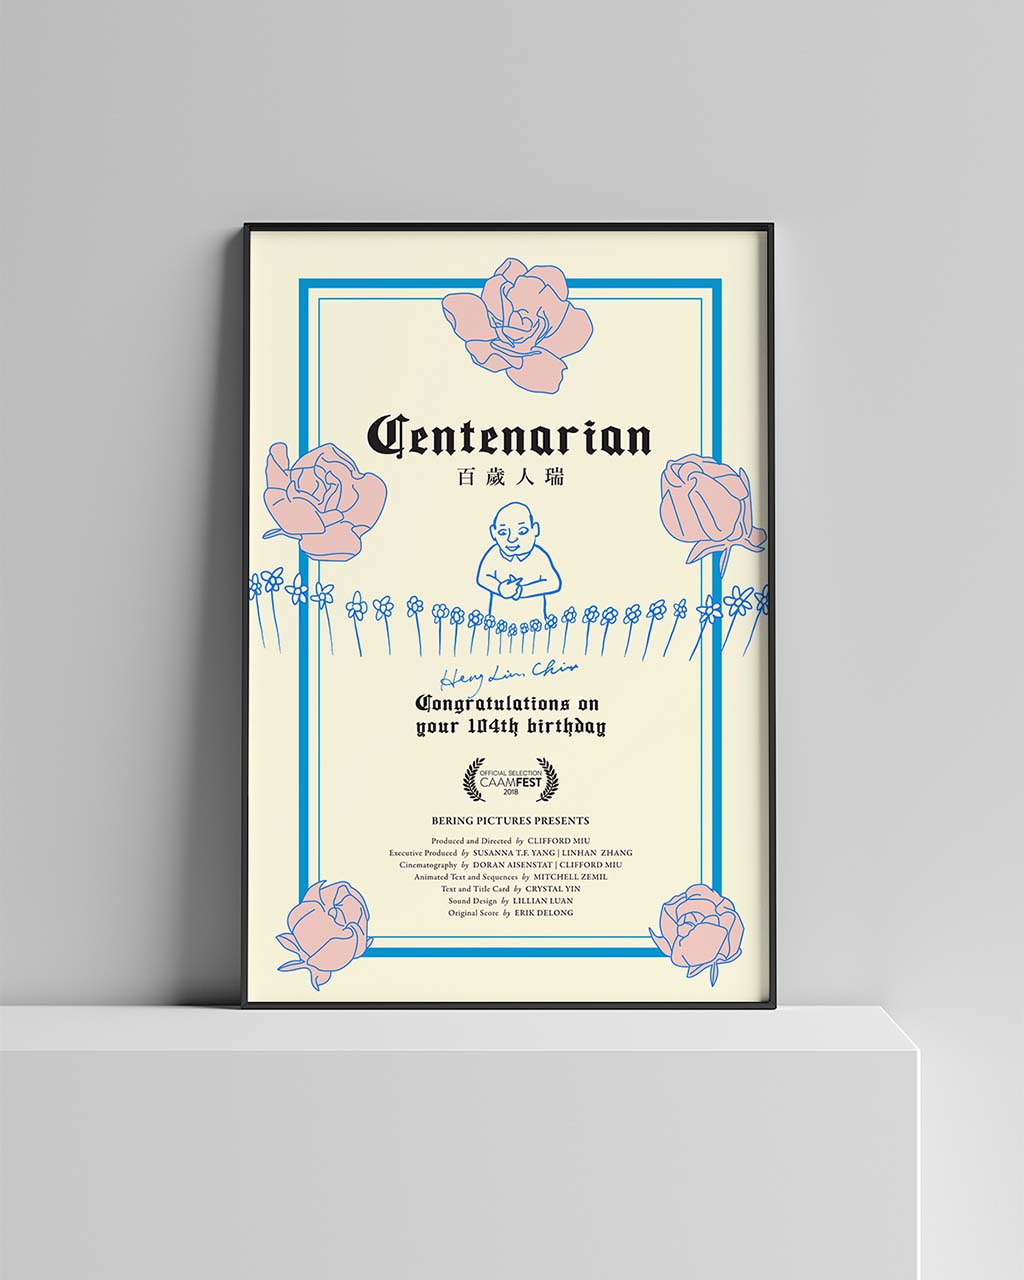 Centenarian
百歲人瑞
Heng Lim Chin
Congratulations on
your 104th birthday
OFFICIAL SELECTION
CAAMFEST
2018
BERING PICTURES PRESENTS
Produced and Directed by CLIFFORD MIU
Executive Produced by SUSANNA T.F. YANG | LINHAN ZHANG
Cinematography by DORAN AISENSTAT | CLIFFORD MIU
Animated Text and Sequences by MITCHELL ZEMIL
Text and Title Card by CRYSTAL YIN
Sound Design by LILLIAN LUAN
Original Score by ERIK DELONG